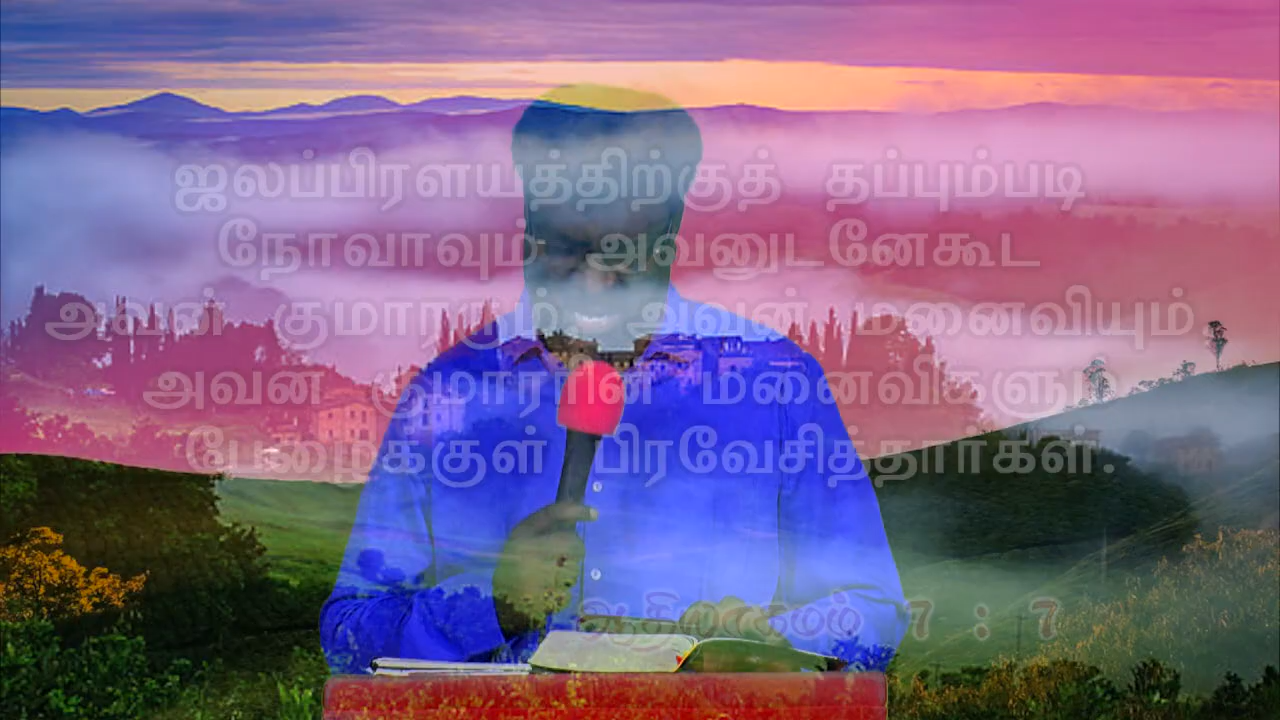 ஜலப்பிரளயத்திற்குத் தப்பும்படி
நோவாவும் அவனுடனேகூட
அவன் குமாரரும் அவன் மனைவியும்
அவன் குமாரரின் மனைவிகளும்
பேழைக்குள் பிரவேசித்தார்கள்.
ஆதியாகமம் 7 : 7